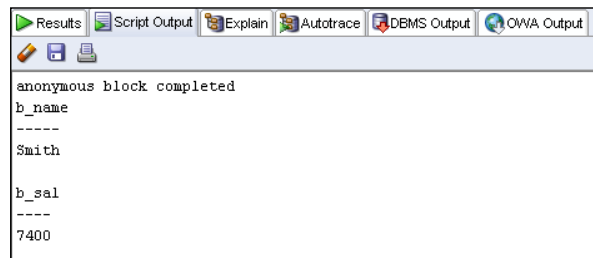 Results Script Output Explain Autotrace DBMS Output OWA Output
anonymous block completed
b_name
-----
Smith
b_sal
----
7400